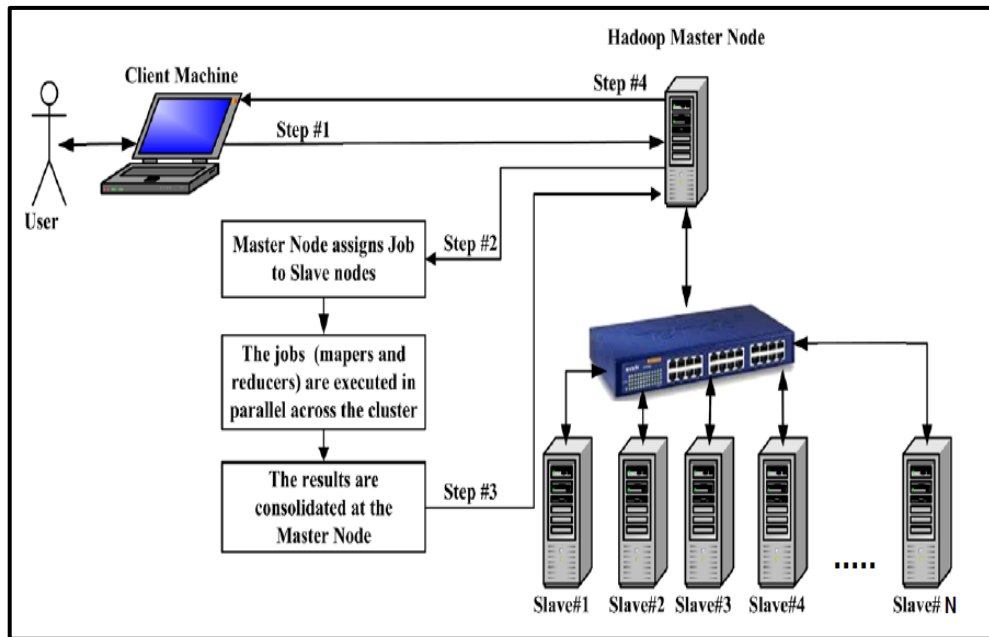 Hadoop Master Node
Client Machine
Step #4
Step #1
User
Step #2
Master Node assigns Job
to Slave nodes
The jobs (mapers and
reducers) are executed in
parallel across the cluster
The results are
consolidated at the
Master Node
Step #3
Slave#1
Slave#2
Slave#3
Slave#4
.....
Slave# N